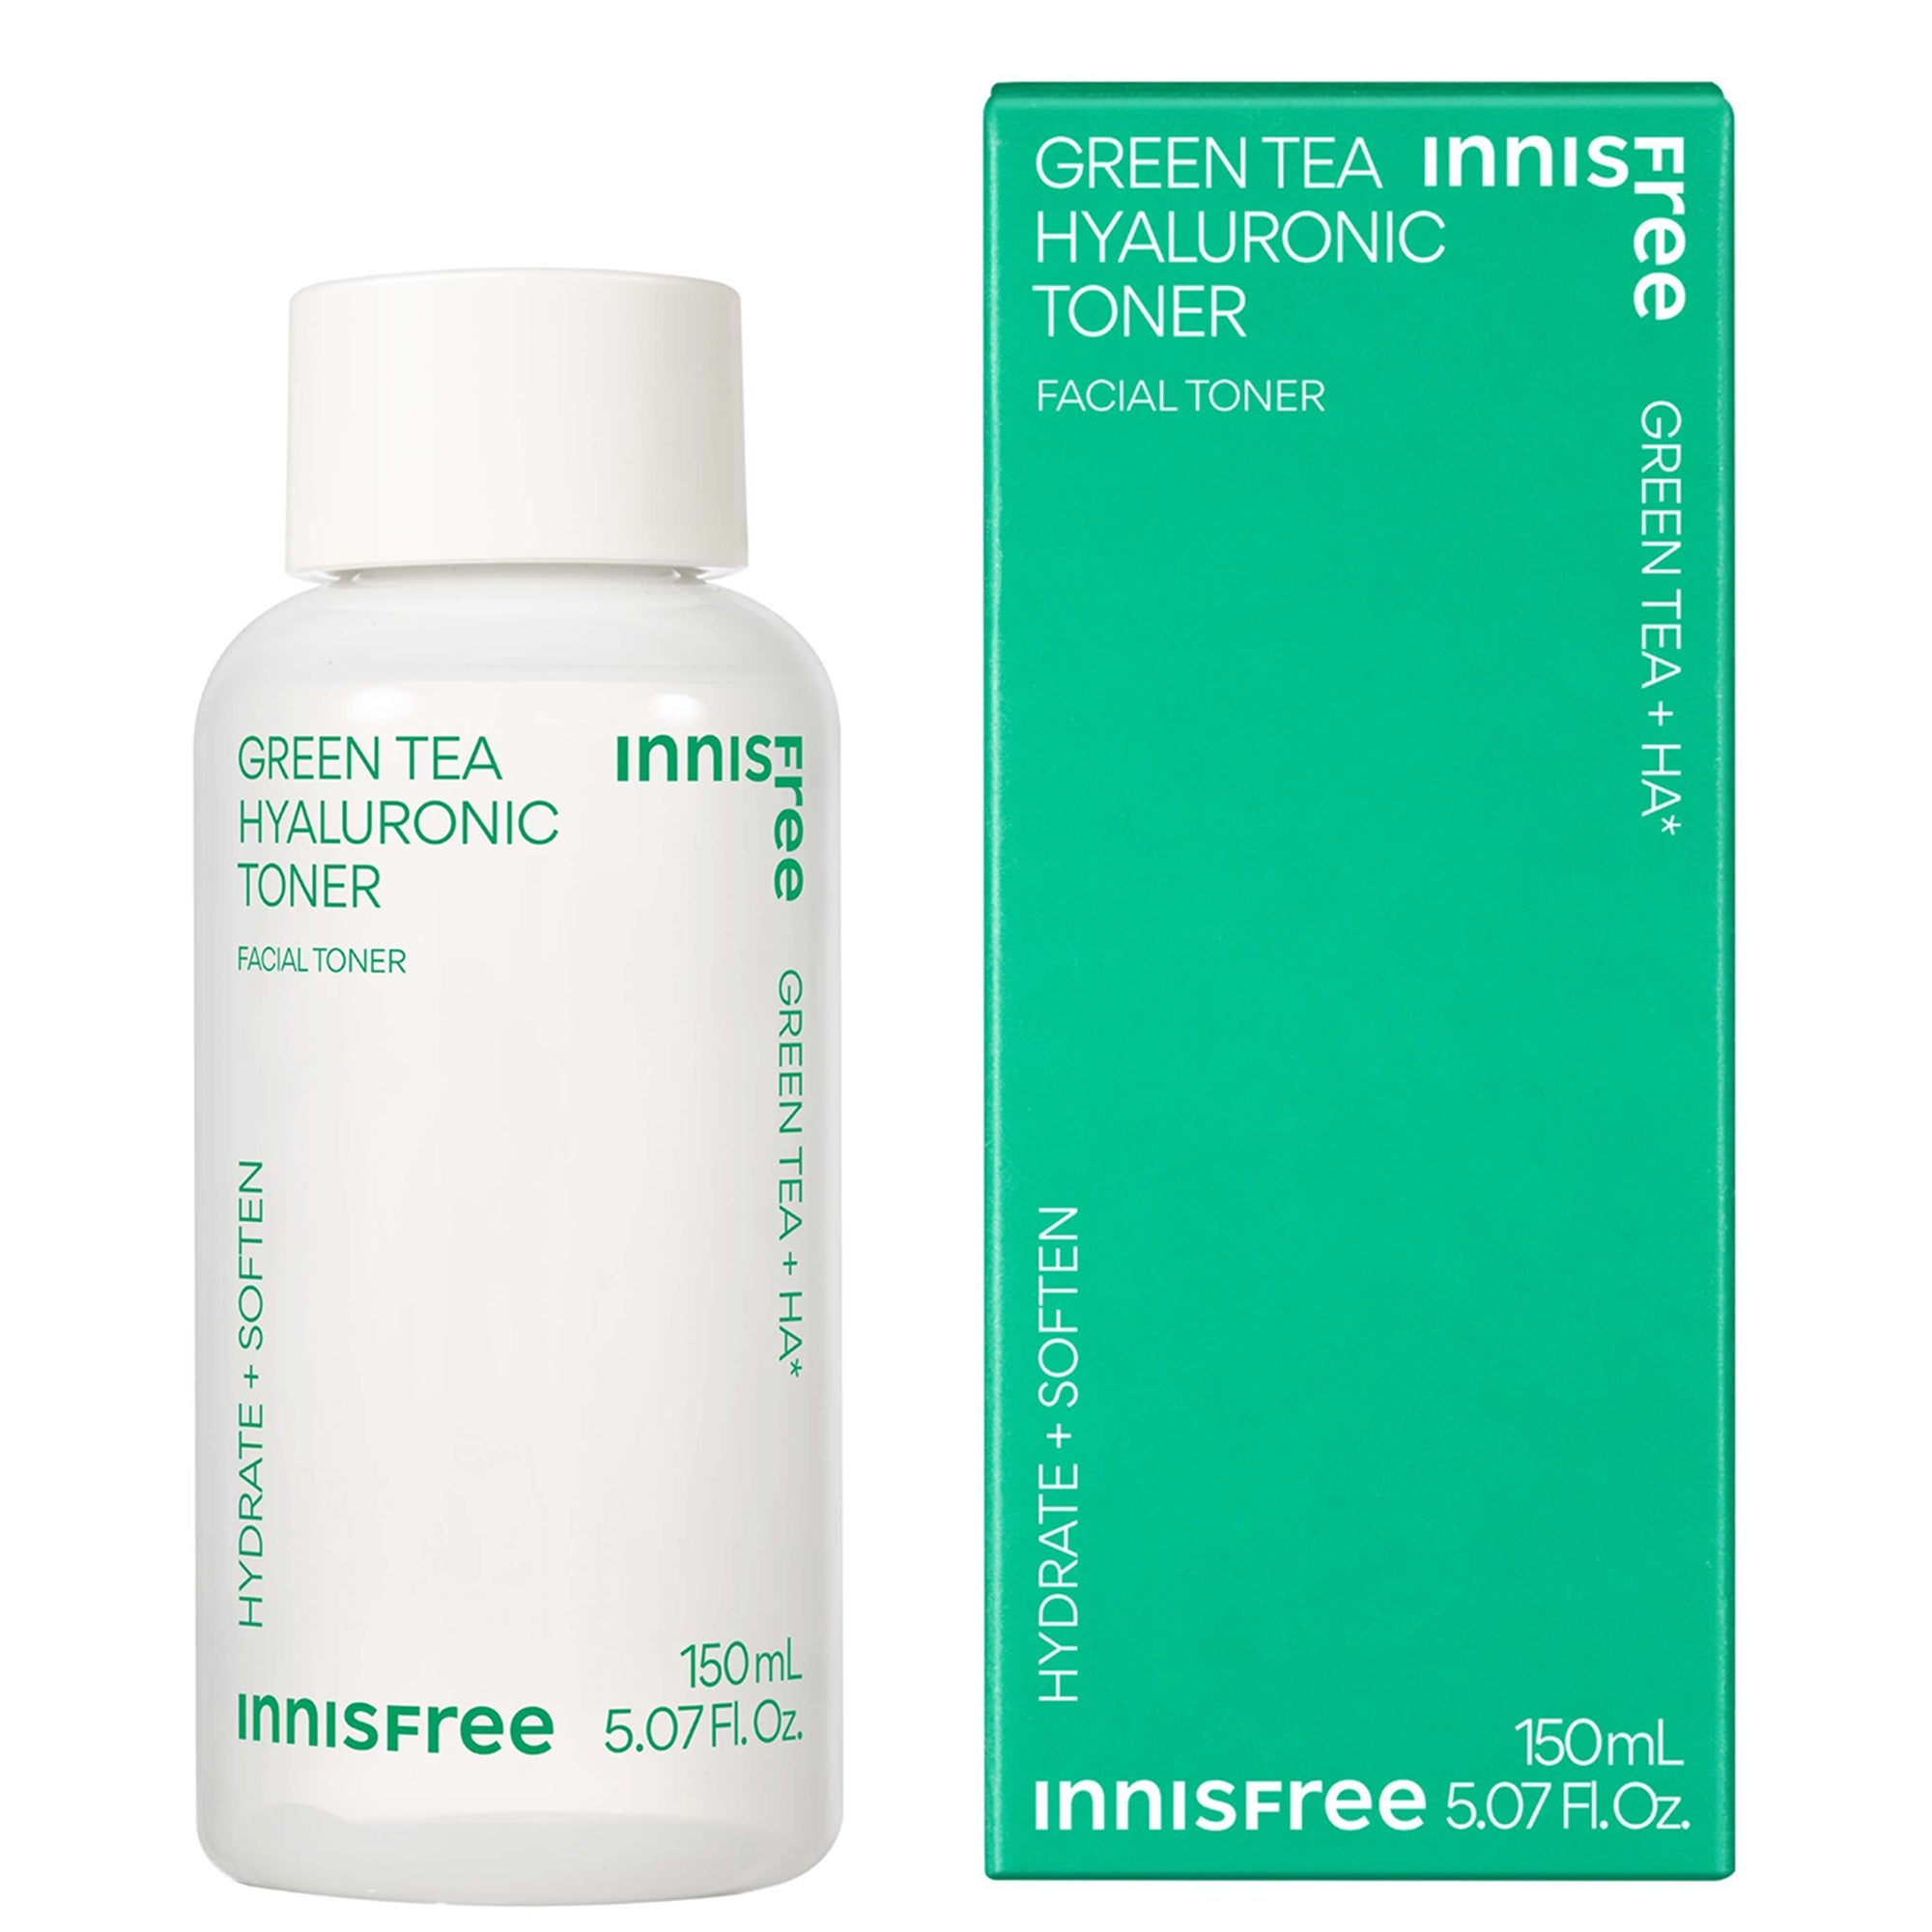 GREEN TEA
HYALURONIC
TONER
FACIAL TONER
innisFree
GREEN TEA + HA*
HYDRATE + SOFTEN
150mL
innisFree 5.07 Fl. Oz.
GREEN TEA
HYALURONIC
TONER
FACIAL TONER
innisFree
GREEN TEA + HA*
HYDRATE + SOFTEN
150mL
innisFree 5.07 Fl. Oz.